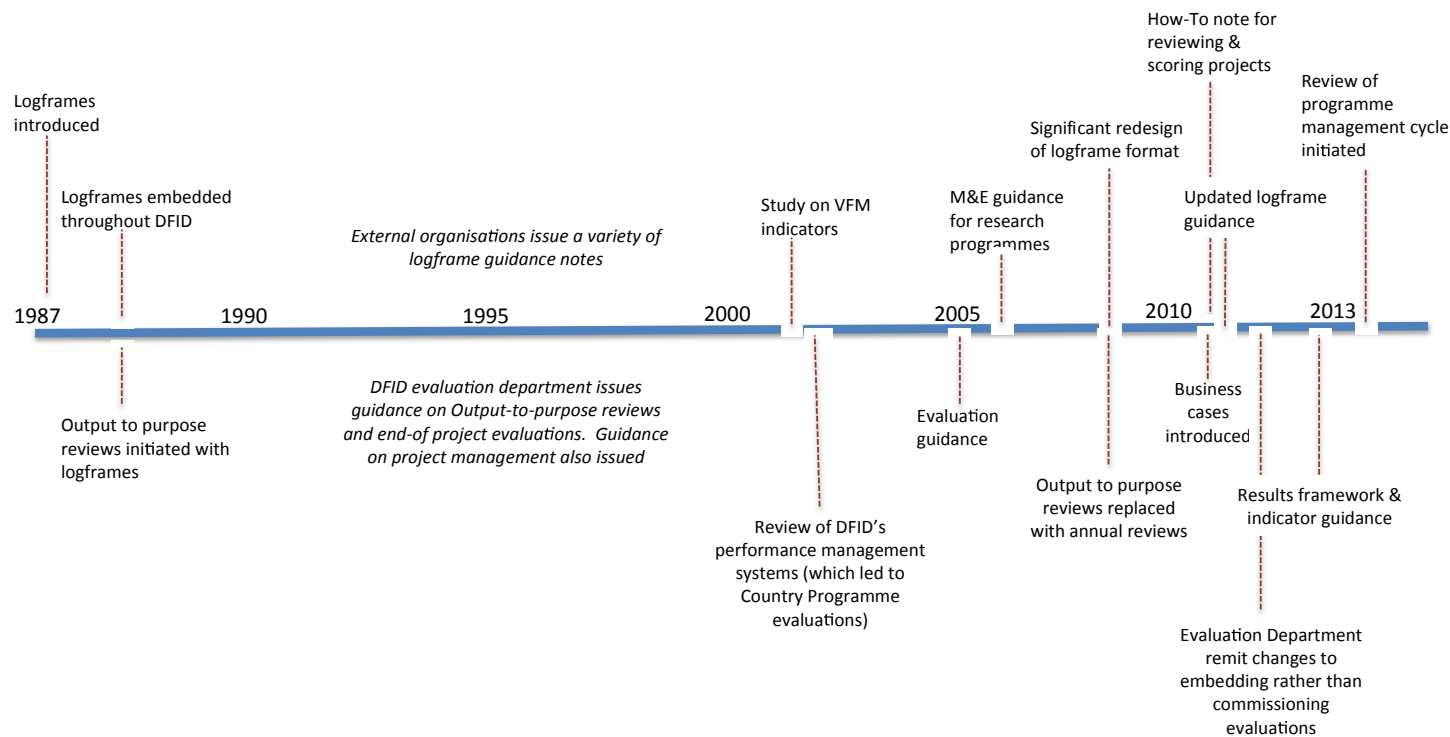 How-To note for
reviewing &
scoring projects
Logframes
introduced
Review of
programme
management cycle
initiated
Significant redesign
of logframe format
Logframes embedded
throughout DFID
Study on VFM
indicators
M&E guidance
for research
programmes
Updated logframe
guidance
External organisations issue a variety of
logframe guidance notes
1987
1990
1995
2000
2005
2010
2013
DFID evaluation department issues
guidance on Output-to-purpose reviews
and end-of project evaluations.  Guidance
on project management also issued
Output to purpose
reviews initiated with
logframes
Evaluation
guidance
Business
cases
introduced
Output to purpose
reviews replaced
with annual reviews
Results framework &
indicator guidance
Review of DFID's
performance management
systems (which led to
Country Programme
evaluations)
Evaluation Department
remit changes to
embedding rather than
commissioning
evaluations